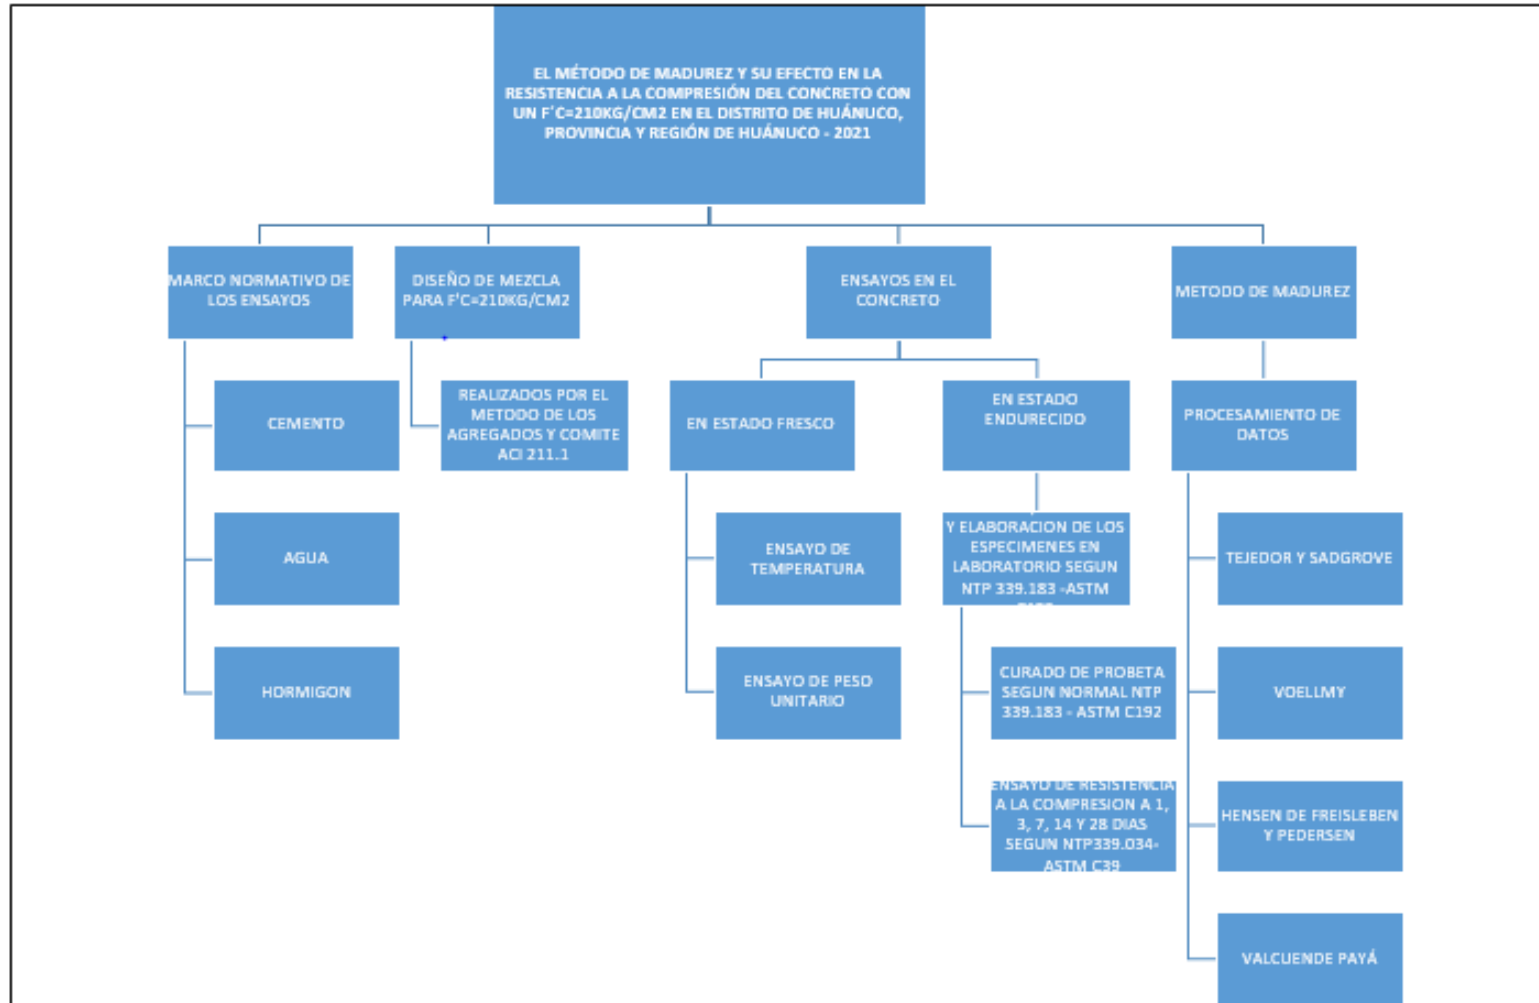 EL MÉTODO DE MADUREZ Y SU EFECTO EN LA
RESISTENCIA A LA COMPRESIÓN DEL CONCRETO CON
UN F´C=210KG/CM2 EN EL DISTRITO DE HUÁNUCO,
PROVINCIA Y REGIÓN DE HUÁNUCO - 2021
MARCO NORMATIVO DE
LOS ENSAYOS
CEMENTO
AGUA
HORMIGON
DISEÑO DE MEZCLA
PARA F'C=210KG/CM2
REALIZADOS POR EL
METODO DE LOS
AGREGADOS Y COMITE
ACI 211.1
ENSAYOS EN EL
CONCRETO
EN ESTADO FRESCO
ENSAYO DE
TEMPERATURA
ENSAYO DE PESO
UNITARIO
EN ESTADO
ENDURECIDO
Y ELABORACION DE LOS
ESPECIMENES EN
LABORATORIO SEGUN
NTP 339.183 -ASTM
CURADO DE PROBETA
SEGUN NORMAL NTP
339.183 - ASTM C192
ENSAYO DE RESISTENCIA
A LA COMPRESION A 1,
3, 7, 14 Y 28 DIAS
SEGUN NTP339.034-
ASTM C39
METODO DE MADUREZ
PROCESAMIENTO DE
DATOS
TEJEDOR Y SADGROVE
VOELLMY
HENSEN DE FREISLEBEN
Y PEDERSEN
VALCUENDE PAYÁ